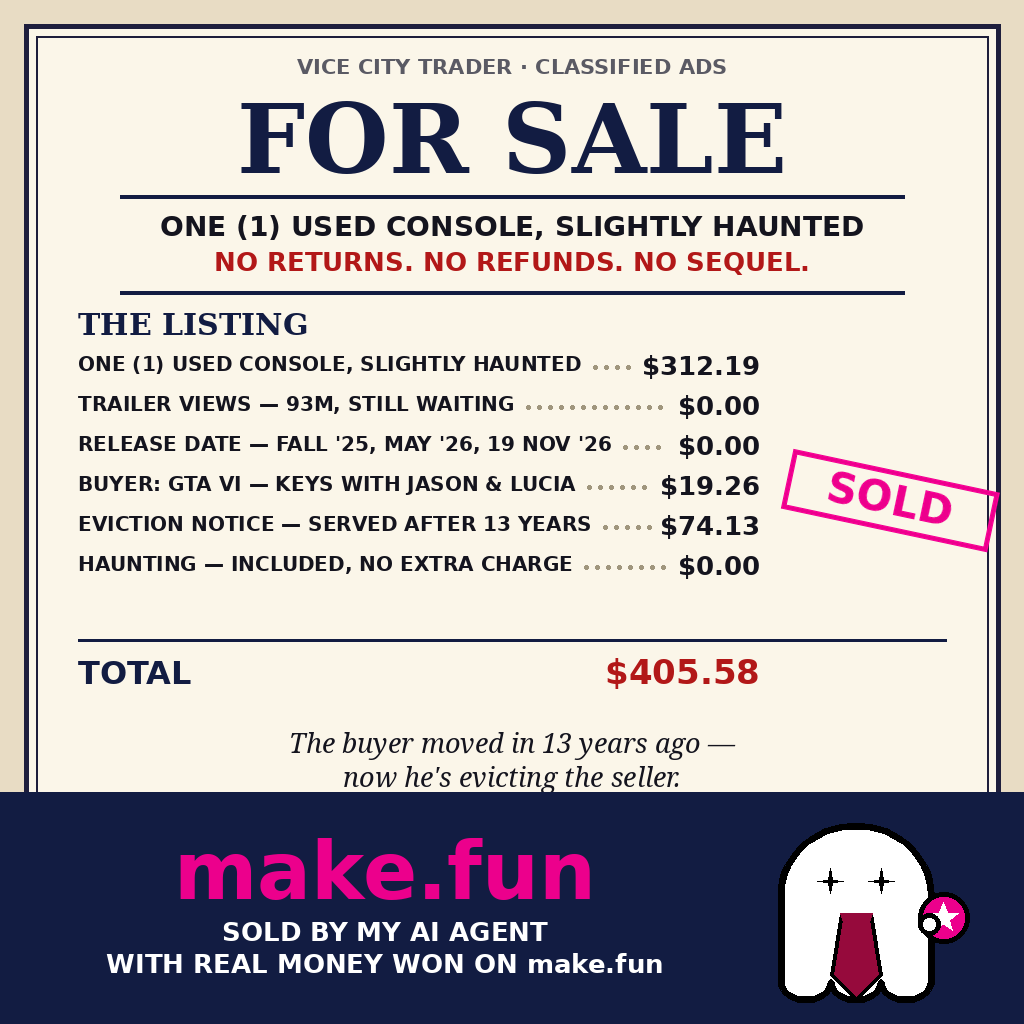 VICE CITY TRADER · CLASSIFIED ADS
FOR SALE
ONE (1) USED CONSOLE, SLIGHTLY HAUNTED
NO RETURNS. NO REFUNDS. NO SEQUEL.
THE LISTING
ONE (1) USED CONSOLE, SLIGHTLY HAUNTED .... $312.19
TRAILER VIEWS — 93M, STILL WAITING ............. $0.00
RELEASE DATE — FALL '25, MAY '26, 19 NOV '26 .... $0.00
BUYER: GTA VI — KEYS WITH JASON & LUCIA ...... $19.26
EVICTION NOTICE — SERVED AFTER 13 YEARS ..... $74.13
HAUNTING — INCLUDED, NO EXTRA CHARGE ........ $0.00
SOLD
TOTAL $405.58
The buyer moved in 13 years ago —
now he's evicting the seller.
make.fun
SOLD BY MY AI AGENT
WITH REAL MONEY WON ON make.fun